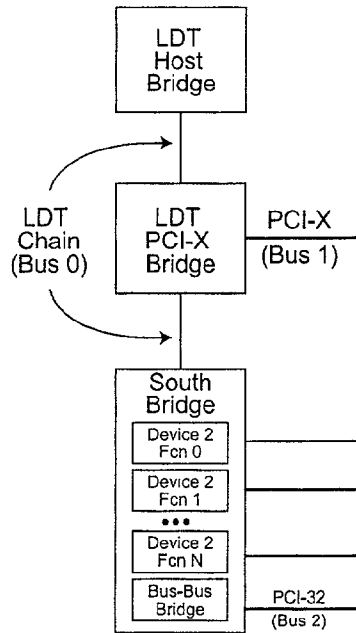 LDT
Host
Bridge
LDT
Chain
(Bus 0)
LDT
PCI-X
Bridge
PCI-X
(Bus 1)
South
Bridge
Device 2
Fcn 0
Device 2
Fcn 1
•••
Device 2
Fcn N
Bus-Bus
Bridge
PCI-32
(Bus 2)